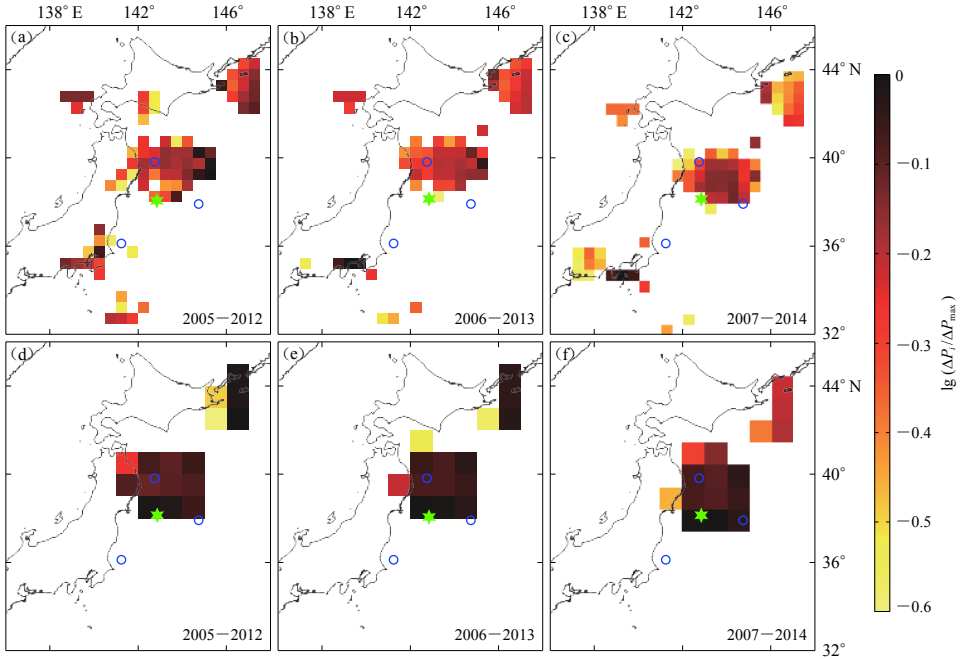 138° E 142° 146° 138° E 142° 146° 138° E 142° 146°
(a) (b) (c)
44° N
40°
36°
32°
2005－2012 2006－2013 2007－2014
(d) (e) (f)
44° N
40°
36°
32°
2005－2012 2006－2013 2007－2014
0
－0.1
－0.2
－0.3
－0.4
－0.5
－0.6
lg (ΔPᵢ/ΔPmax)